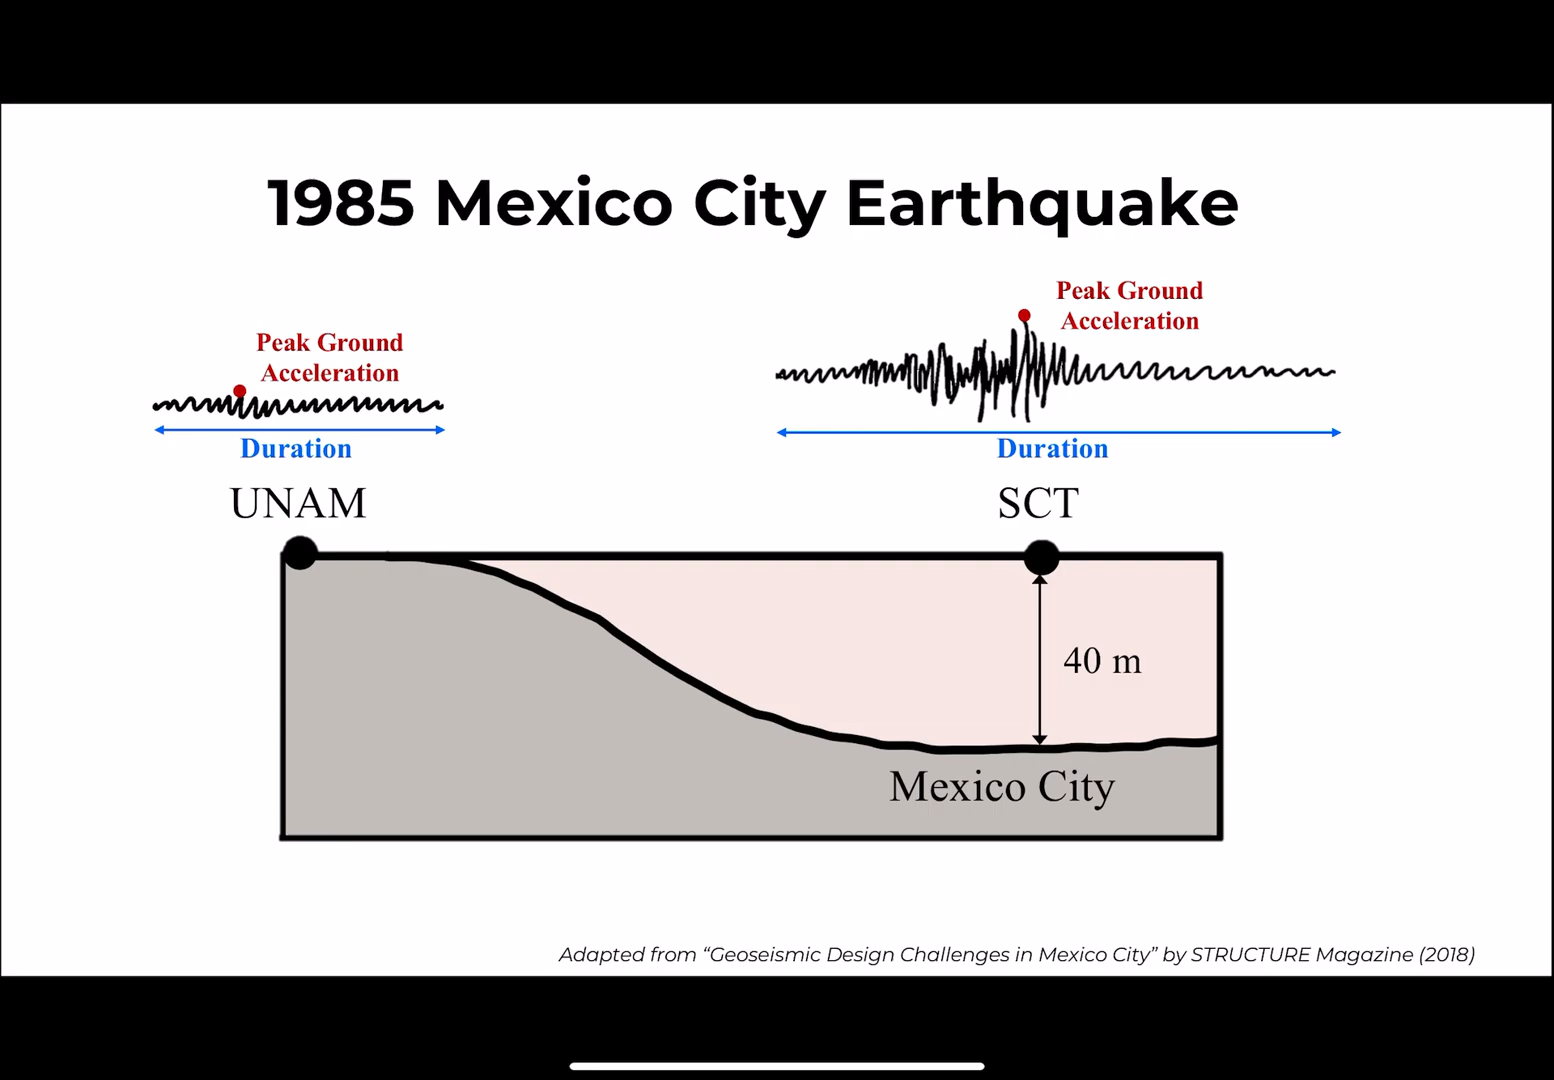 1985 Mexico City Earthquake
Peak Ground
Acceleration
Duration
UNAM
Peak Ground
Acceleration
Duration
SCT
40 m
Mexico City
Adapted from “Geoseismic Design Challenges in Mexico City” by STRUCTURE Magazine (2018)